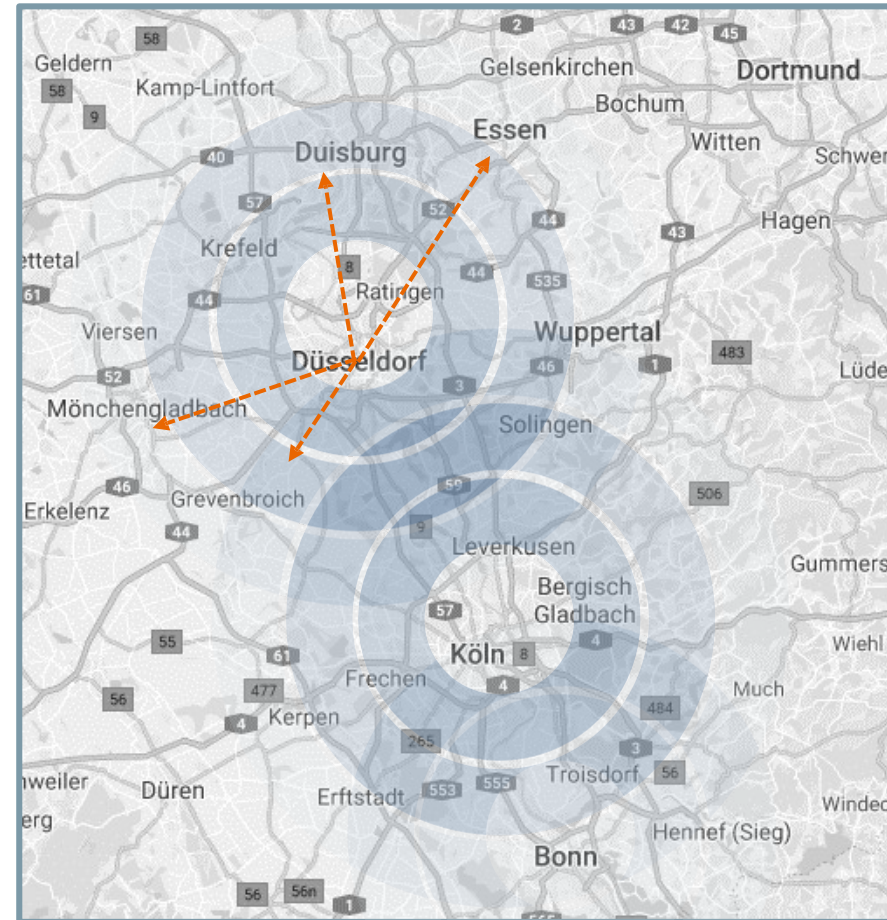 2
43
42
45
58
Geldern
Gelsenkirchen
Dortmund
58
Kamp-Lintfort
Bochum
9
Essen
Witten
Duisburg
Schwer
40
57
52
44
Hagen
43
Krefeld
ettetal
8
44
535
61
44
Ratingen
Viersen
Wuppertal
483
Düsseldorf
46
1
52
3
Lüde
Mönchengladbach
Solingen
46
59
506
Grevenbroich
Erkelenz
9
44
Leverkusen
Gummers
Bergisch
Gladbach
57
55
4
Wiehl
61
Köln
8
Frechen
4
477
Much
56
484
Kerpen
4
265
3
56
nweiler
Troisdorf
Düren
553
555
Erftstadt
Windec
erg
Hennef (Sieg)
Bonn
56
56n
1
565